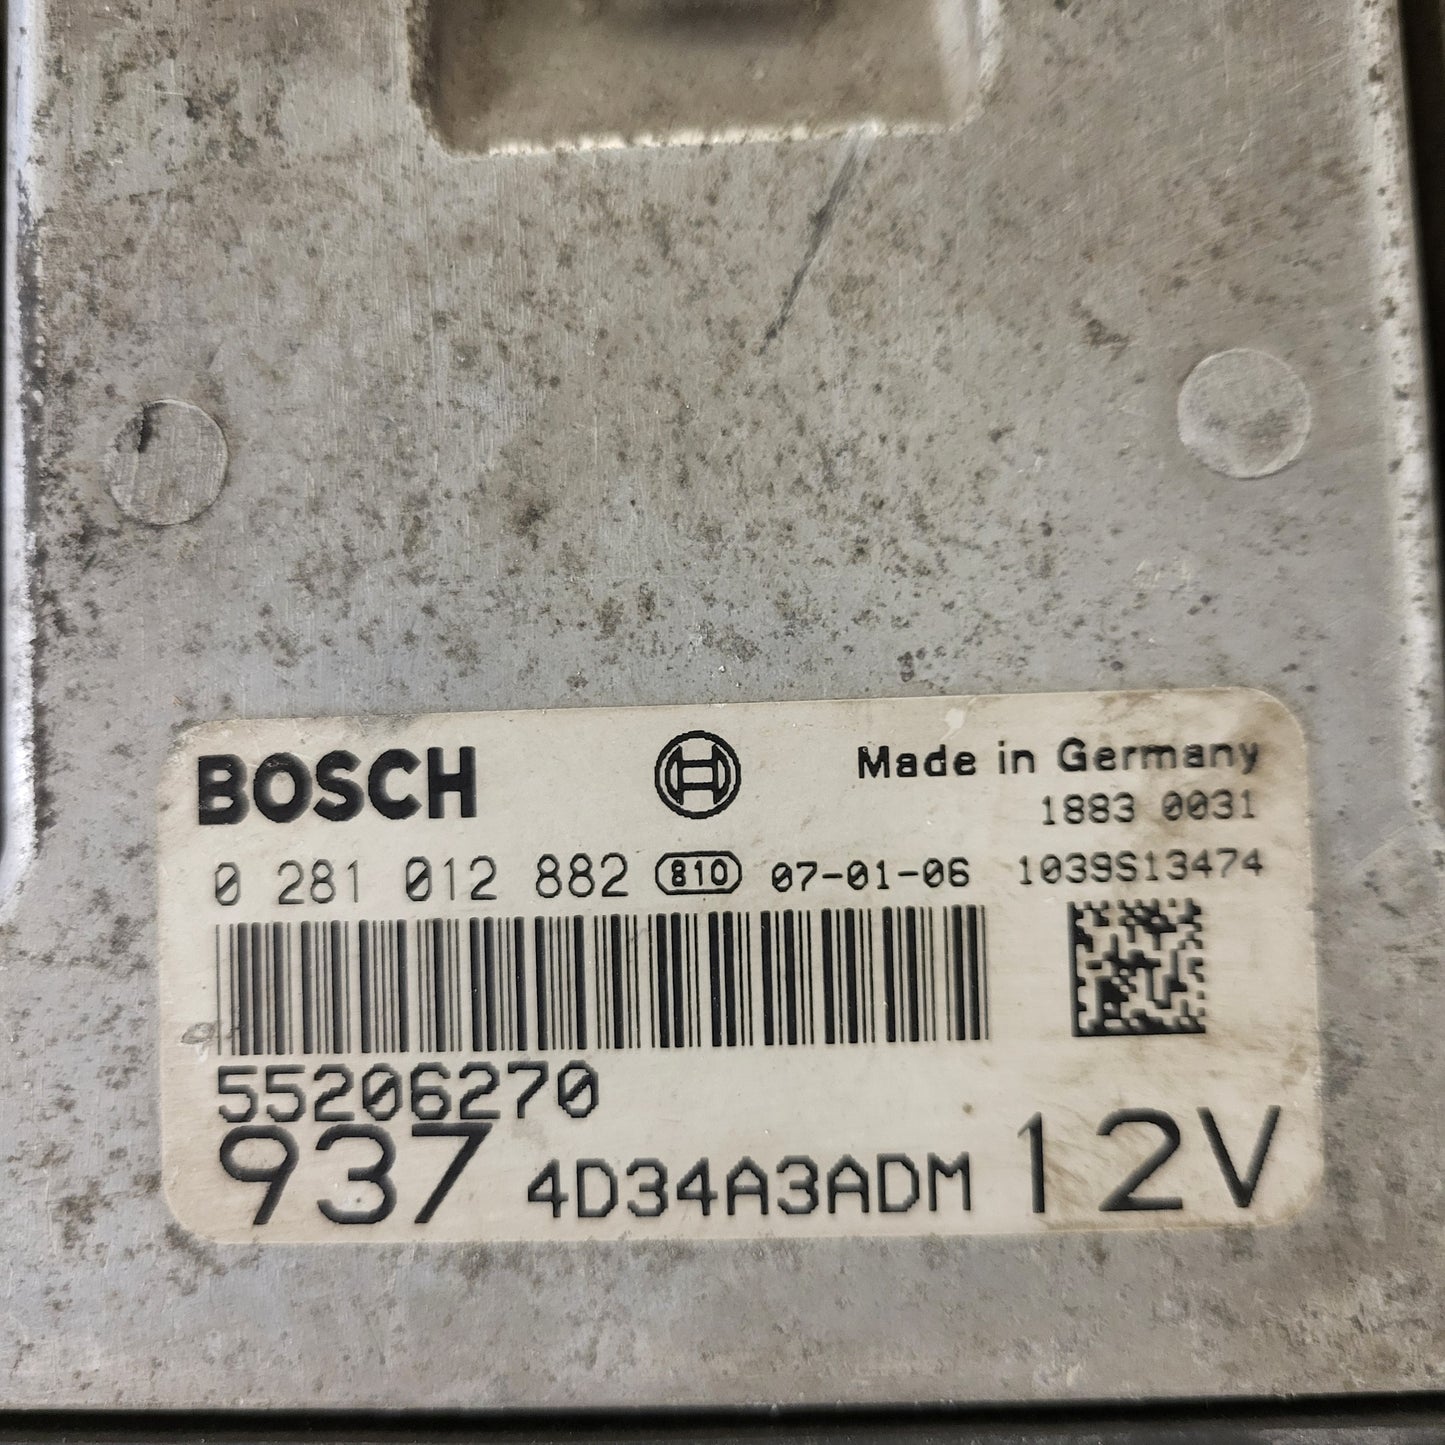 BOSCH Made in Germany
1883 0031
0 281 012 882 810 07-01-06 1039S13474
55206270
937 4D34A3ADM 12V